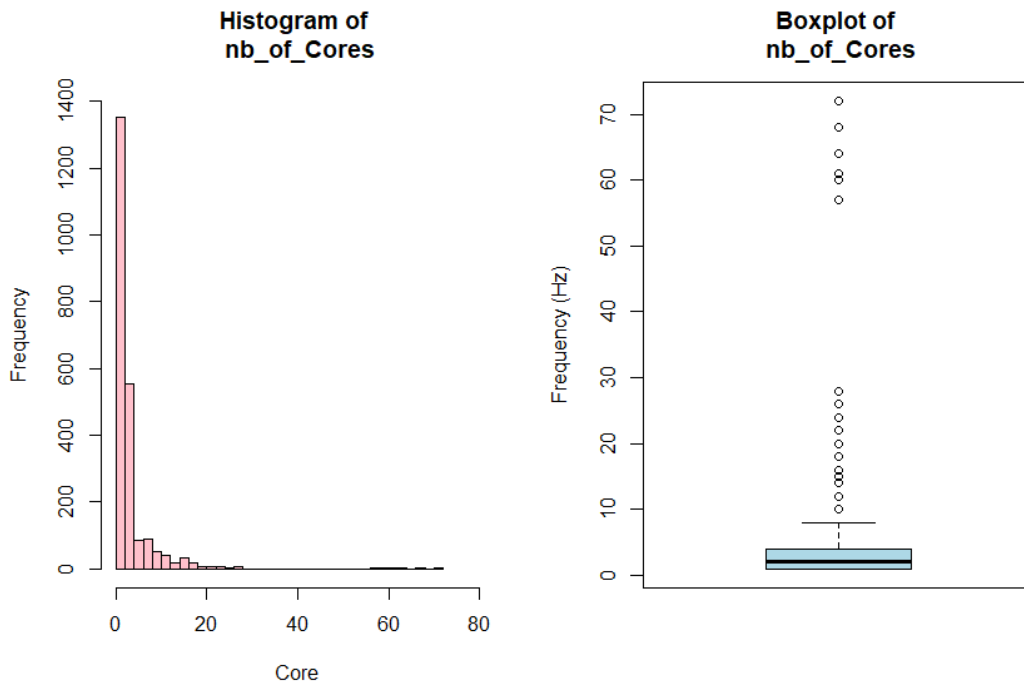 Histogram of
nb_of_Cores
1400
1200
1000
800
600
400
200
0
Frequency
0 20 40 60 80
Core
Boxplot of
nb_of_Cores
70
60
50
40
30
20
10
0
Frequency (Hz)